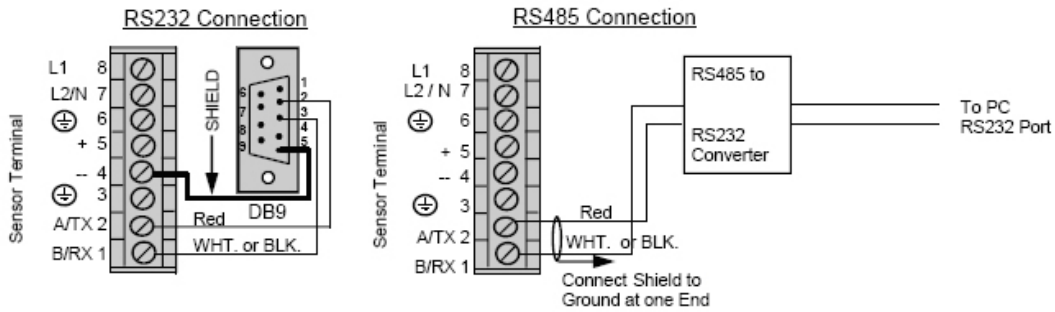 RS232 Connection
Sensor Terminal
L1 8
L2/N 7
6
+ 5
-- 4
3
A/TX 2
B/RX 1
SHIELD
6
7
8
9
1
2
3
4
5
DB9
Red
WHT. or BLK.
RS485 Connection
Sensor Terminal
L1 8
L2 / N 7
6
+ 5
-- 4
3
A/TX 2
B/RX 1
Red
WHT. or BLK.
Connect Shield to
Ground at one End
RS485 to
RS232
Converter
To PC
RS232 Port